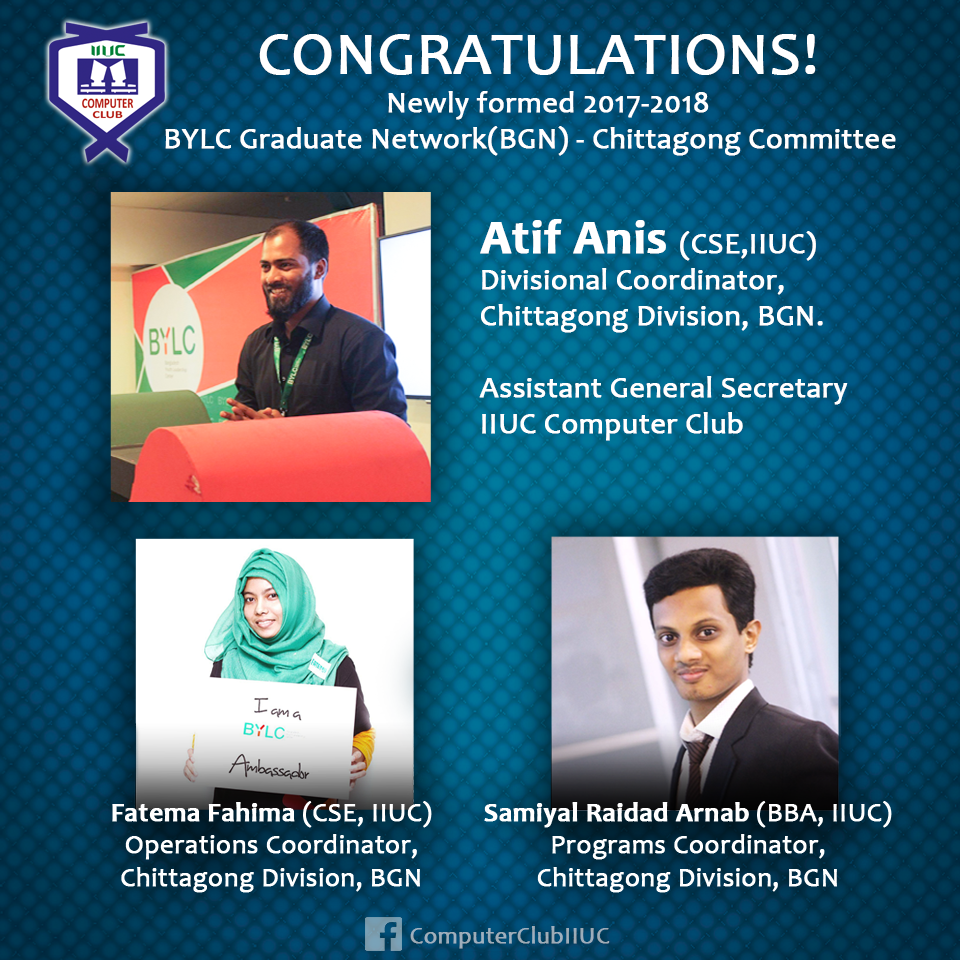 IIUC
COMPUTER
CLUB
CONGRATULATIONS!
Newly formed 2017-2018
BYLC Graduate Network(BGN) - Chittagong Committee
BYLC
BYLC
Atif Anis (CSE,IIUC)
Divisional Coordinator,
Chittagong Division, BGN.
Assistant General Secretary
IIUC Computer Club
I am a
BYLC
Ambassador
Fatema Fahima (CSE, IIUC)
Operations Coordinator,
Chittagong Division, BGN
Samiyal Raidad Arnab (BBA, IIUC)
Programs Coordinator,
Chittagong Division, BGN
ComputerClubIIUC